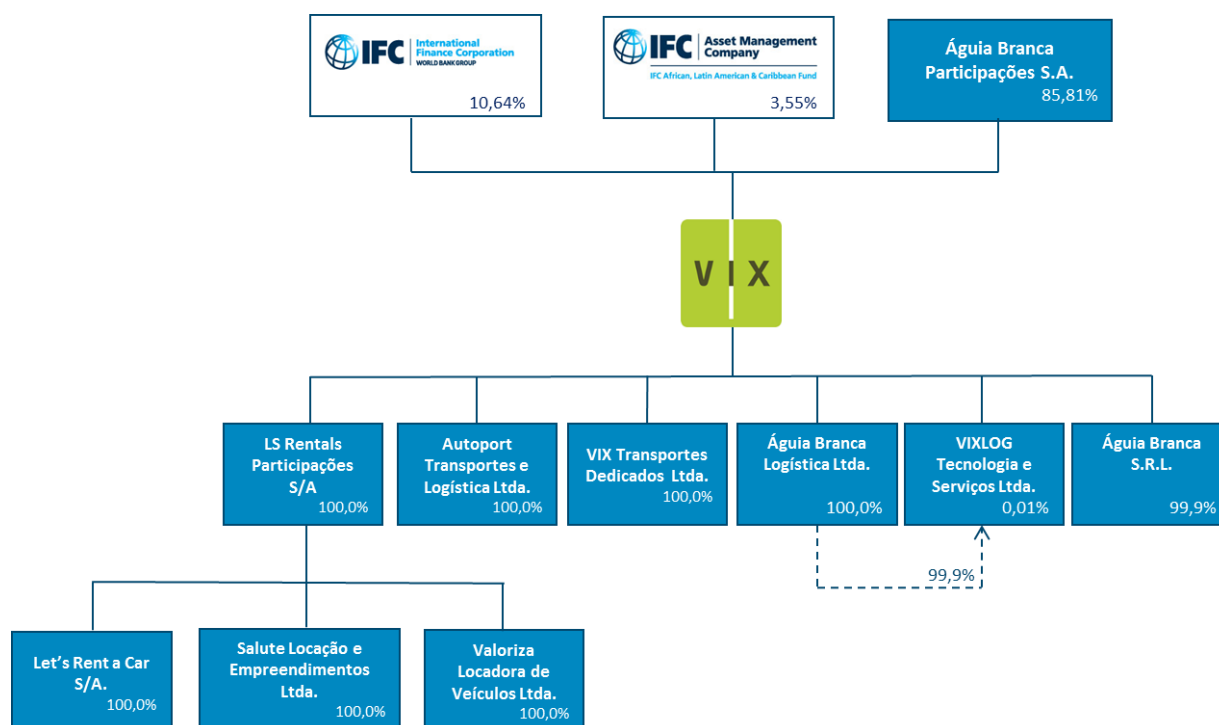 IFC
International
Finance Corporation
WORLD BANK GROUP
10,64%
IFC
Asset Management
Company
IFC African, Latin American & Caribbean Fund
3,55%
Águia Branca
Participações S.A.
85,81%
VIX
LS Rentals
Participações
S/A
100,0%
Autoport
Transportes e
Logística Ltda.
100,0%
VIX Transportes
Dedicados Ltda.
100,0%
Águia Branca
Logística Ltda.
100,0%
VIXLOG
Tecnologia e
Serviços Ltda.
0,01%
Águia Branca
S.R.L.
99,9%
99,9%
Let’s Rent a Car
S/A.
100,0%
Salute Locação e
Empreendimentos
Ltda.
100,0%
Valoriza
Locadora de
Veículos Ltda.
100,0%